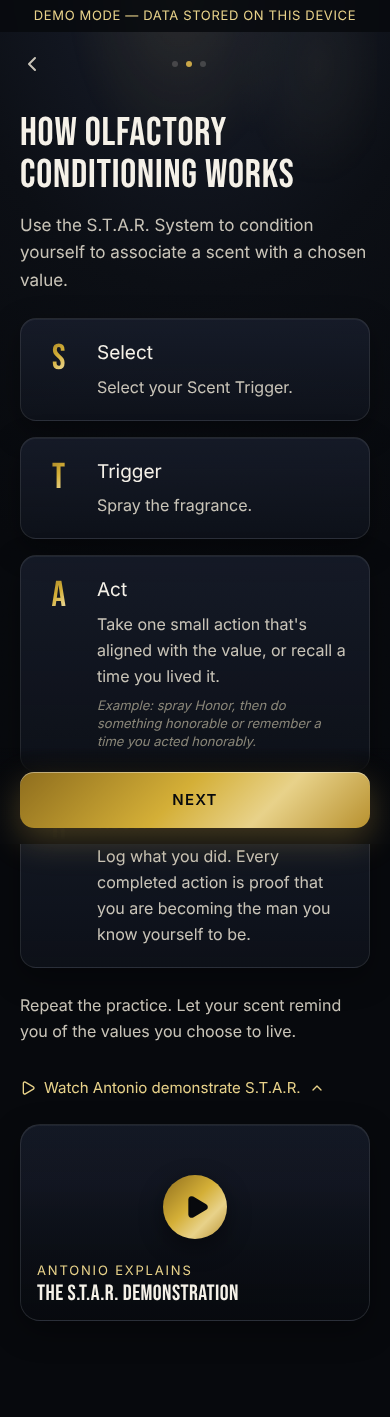 DEMO MODE — DATA STORED ON THIS DEVICE
HOW OLFACTORY
CONDITIONING WORKS
Use the S.T.A.R. System to condition
yourself to associate a scent with a chosen
value.
S
Select
Select your Scent Trigger.
T
Trigger
Spray the fragrance.
A
Act
Take one small action that's
aligned with the value, or recall a
time you lived it.
Example: spray Honor, then do
something honorable or remember a
time you acted honorably.
NEXT
Log what you did. Every
completed action is proof that
you are becoming the man you
know yourself to be.
Repeat the practice. Let your scent remind
you of the values you choose to live.
Watch Antonio demonstrate S.T.A.R.
ANTONIO EXPLAINS
THE S.T.A.R. DEMONSTRATION